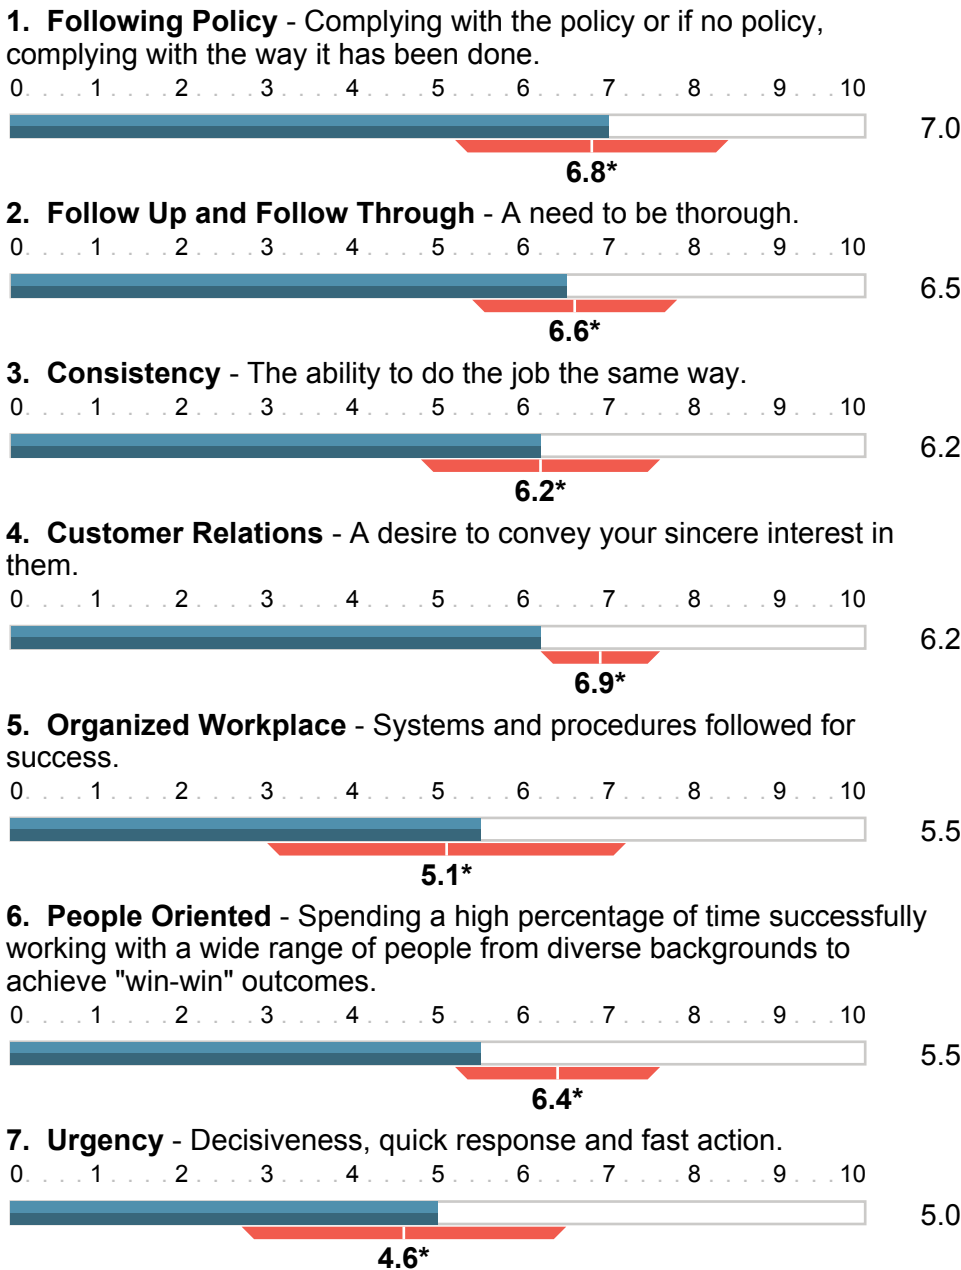 1. Following Policy - Complying with the policy or if no policy,
complying with the way it has been done.
0. . . . 1 . . . . 2 . . . . 3 . . . . 4 . . . . 5 . . . . 6 . . . . 7 . . . . 8 . . . . 9 . . . 10
7.0
6.8*
2. Follow Up and Follow Through - A need to be thorough.
0. . . . 1 . . . . 2 . . . . 3 . . . . 4 . . . . 5 . . . . 6 . . . . 7 . . . . 8 . . . . 9 . . . 10
6.5
6.6*
3. Consistency - The ability to do the job the same way.
0. . . . 1 . . . . 2 . . . . 3 . . . . 4 . . . . 5 . . . . 6 . . . . 7 . . . . 8 . . . . 9 . . . 10
6.2
6.2*
4. Customer Relations - A desire to convey your sincere interest in
them.
0. . . . 1 . . . . 2 . . . . 3 . . . . 4 . . . . 5 . . . . 6 . . . . 7 . . . . 8 . . . . 9 . . . 10
6.2
6.9*
5. Organized Workplace - Systems and procedures followed for
success.
0. . . . 1 . . . . 2 . . . . 3 . . . . 4 . . . . 5 . . . . 6 . . . . 7 . . . . 8 . . . . 9 . . . 10
5.5
5.1*
6. People Oriented - Spending a high percentage of time successfully
working with a wide range of people from diverse backgrounds to
achieve "win-win" outcomes.
0. . . . 1 . . . . 2 . . . . 3 . . . . 4 . . . . 5 . . . . 6 . . . . 7 . . . . 8 . . . . 9 . . . 10
5.5
6.4*
7. Urgency - Decisiveness, quick response and fast action.
0. . . . 1 . . . . 2 . . . . 3 . . . . 4 . . . . 5 . . . . 6 . . . . 7 . . . . 8 . . . . 9 . . . 10
5.0
4.6*